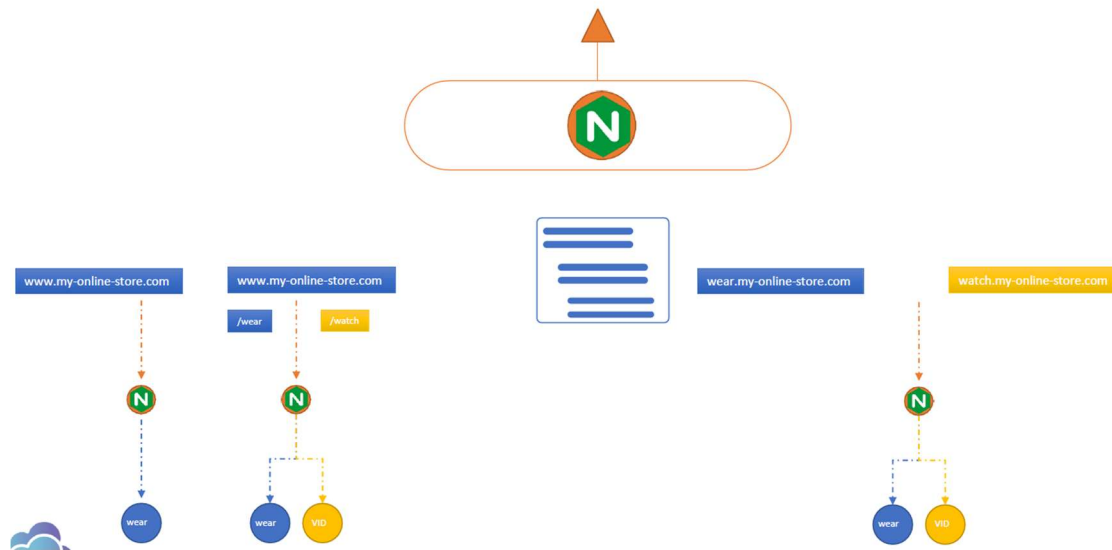 N
www.my-online-store.com
www.my-online-store.com
wear.my-online-store.com
watch.my-online-store.com
/wear
/watch
N
N
N
wear
wear
VID
wear
VID